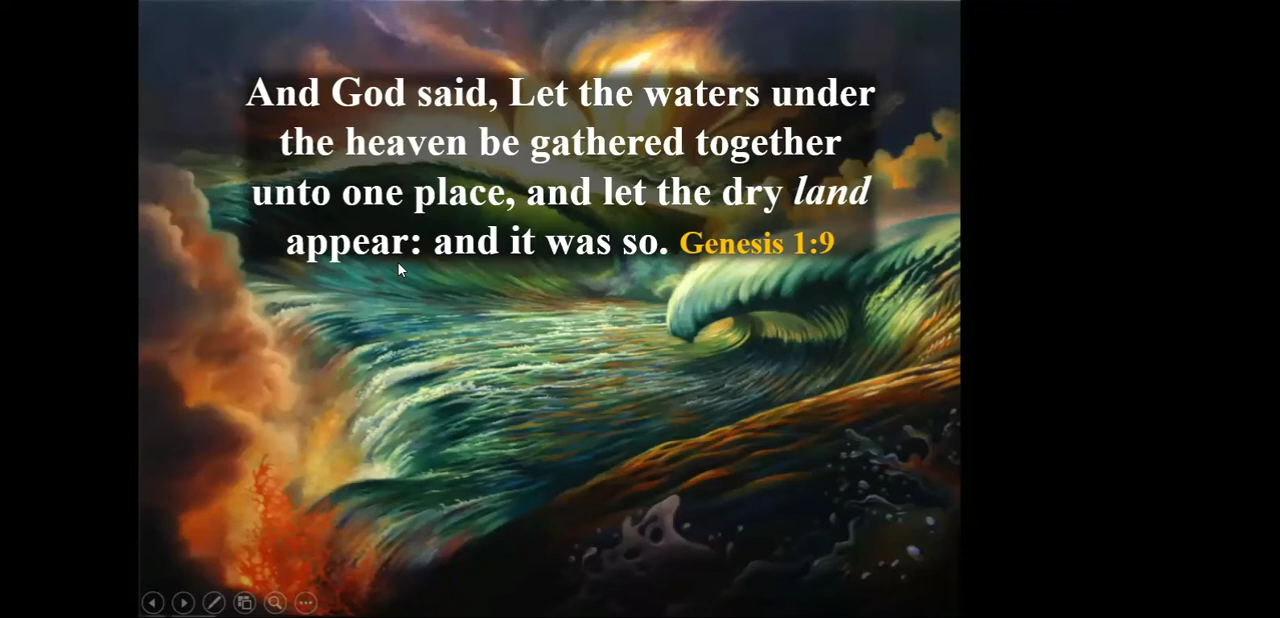 And God said, Let the waters under
the heaven be gathered together
unto one place, and let the dry land
appear: and it was so. Genesis 1:9